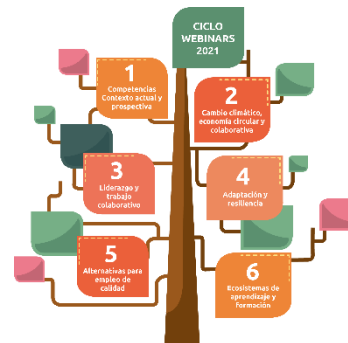 CICLO
WEBINARS
2021
1
Competencias
Contexto actual y
prospectiva
2
Cambio climático,
economía circular y
colaborativa
3
Liderazgo y
trabajo
colaborativo
4
Adaptación y
resiliencia
5
Alternativas para
empleo de
calidad
6
Ecosistemas de
aprendizaje y
Formación